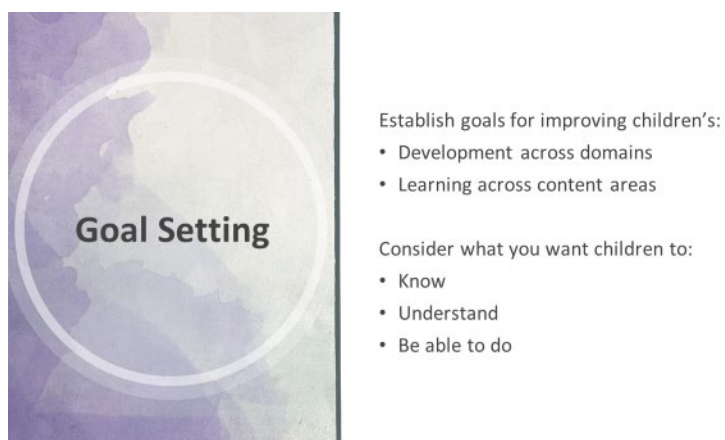 Goal Setting
Establish goals for improving children’s:
• Development across domains
• Learning across content areas
Consider what you want children to:
• Know
• Understand
• Be able to do